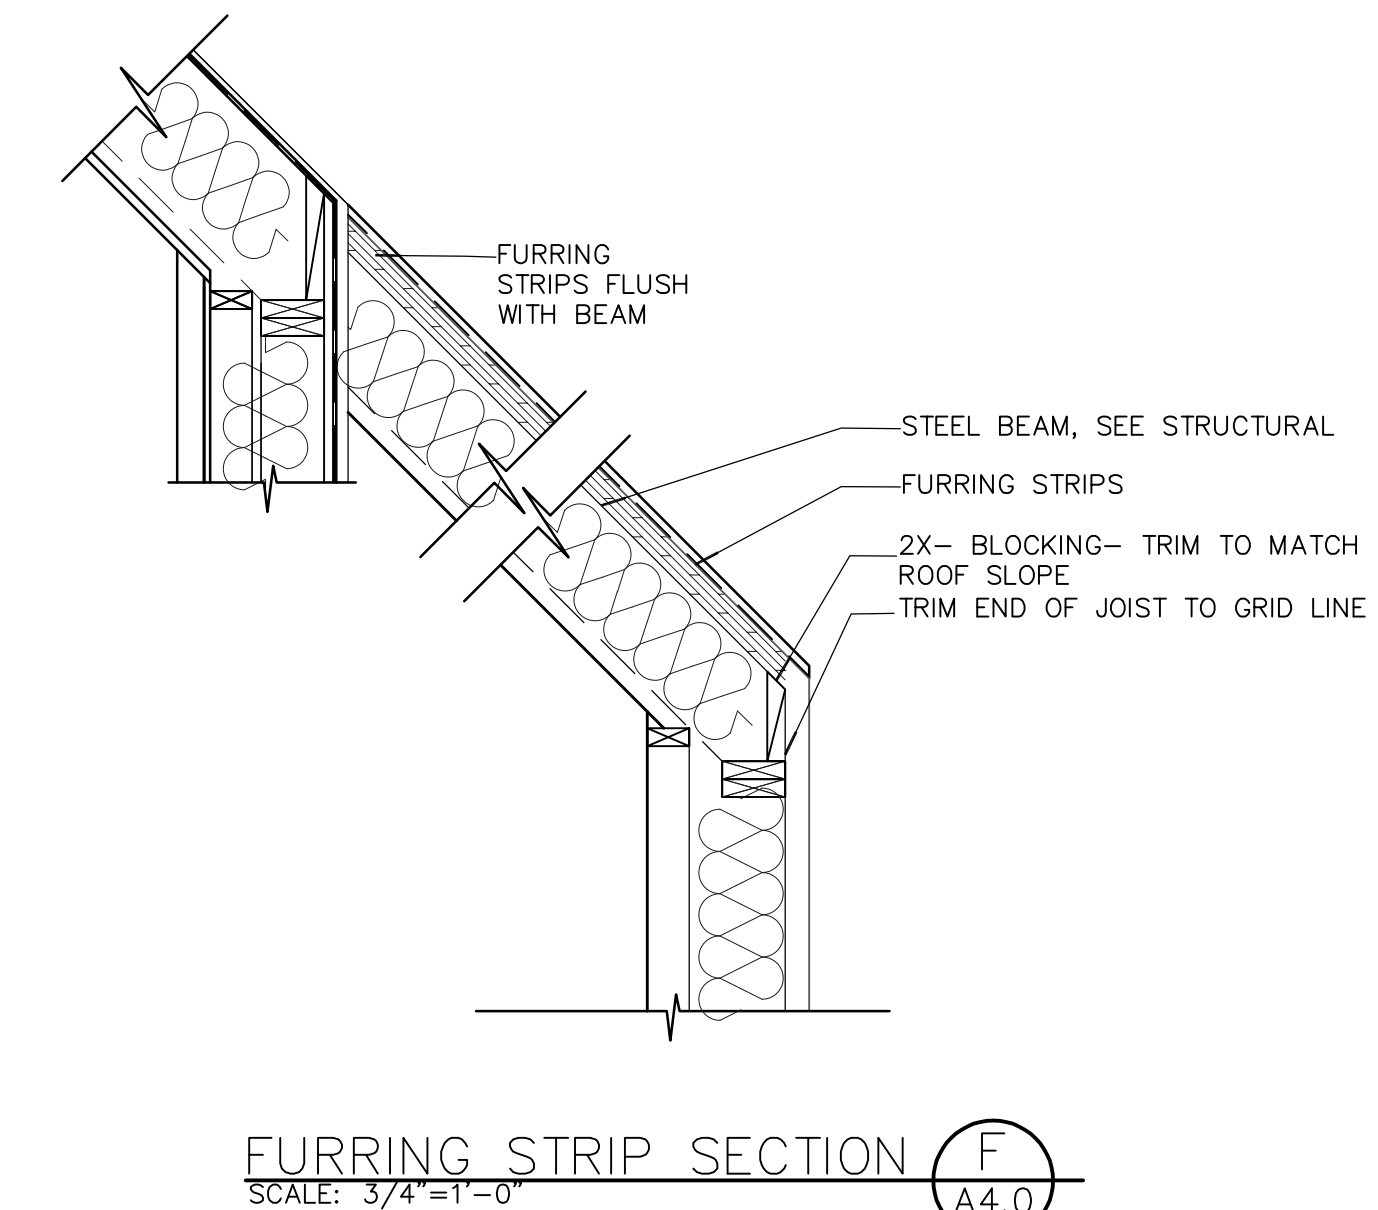 FURRING
STRIPS FLUSH
WITH BEAM
STEEL BEAM, SEE STRUCTURAL
FURRING STRIPS
2X– BLOCKING– TRIM TO MATCH
ROOF SLOPE
TRIM END OF JOIST TO GRID LINE
FURRING STRIP SECTION
SCALE: 3/4"=1'–0"
F
A4.0